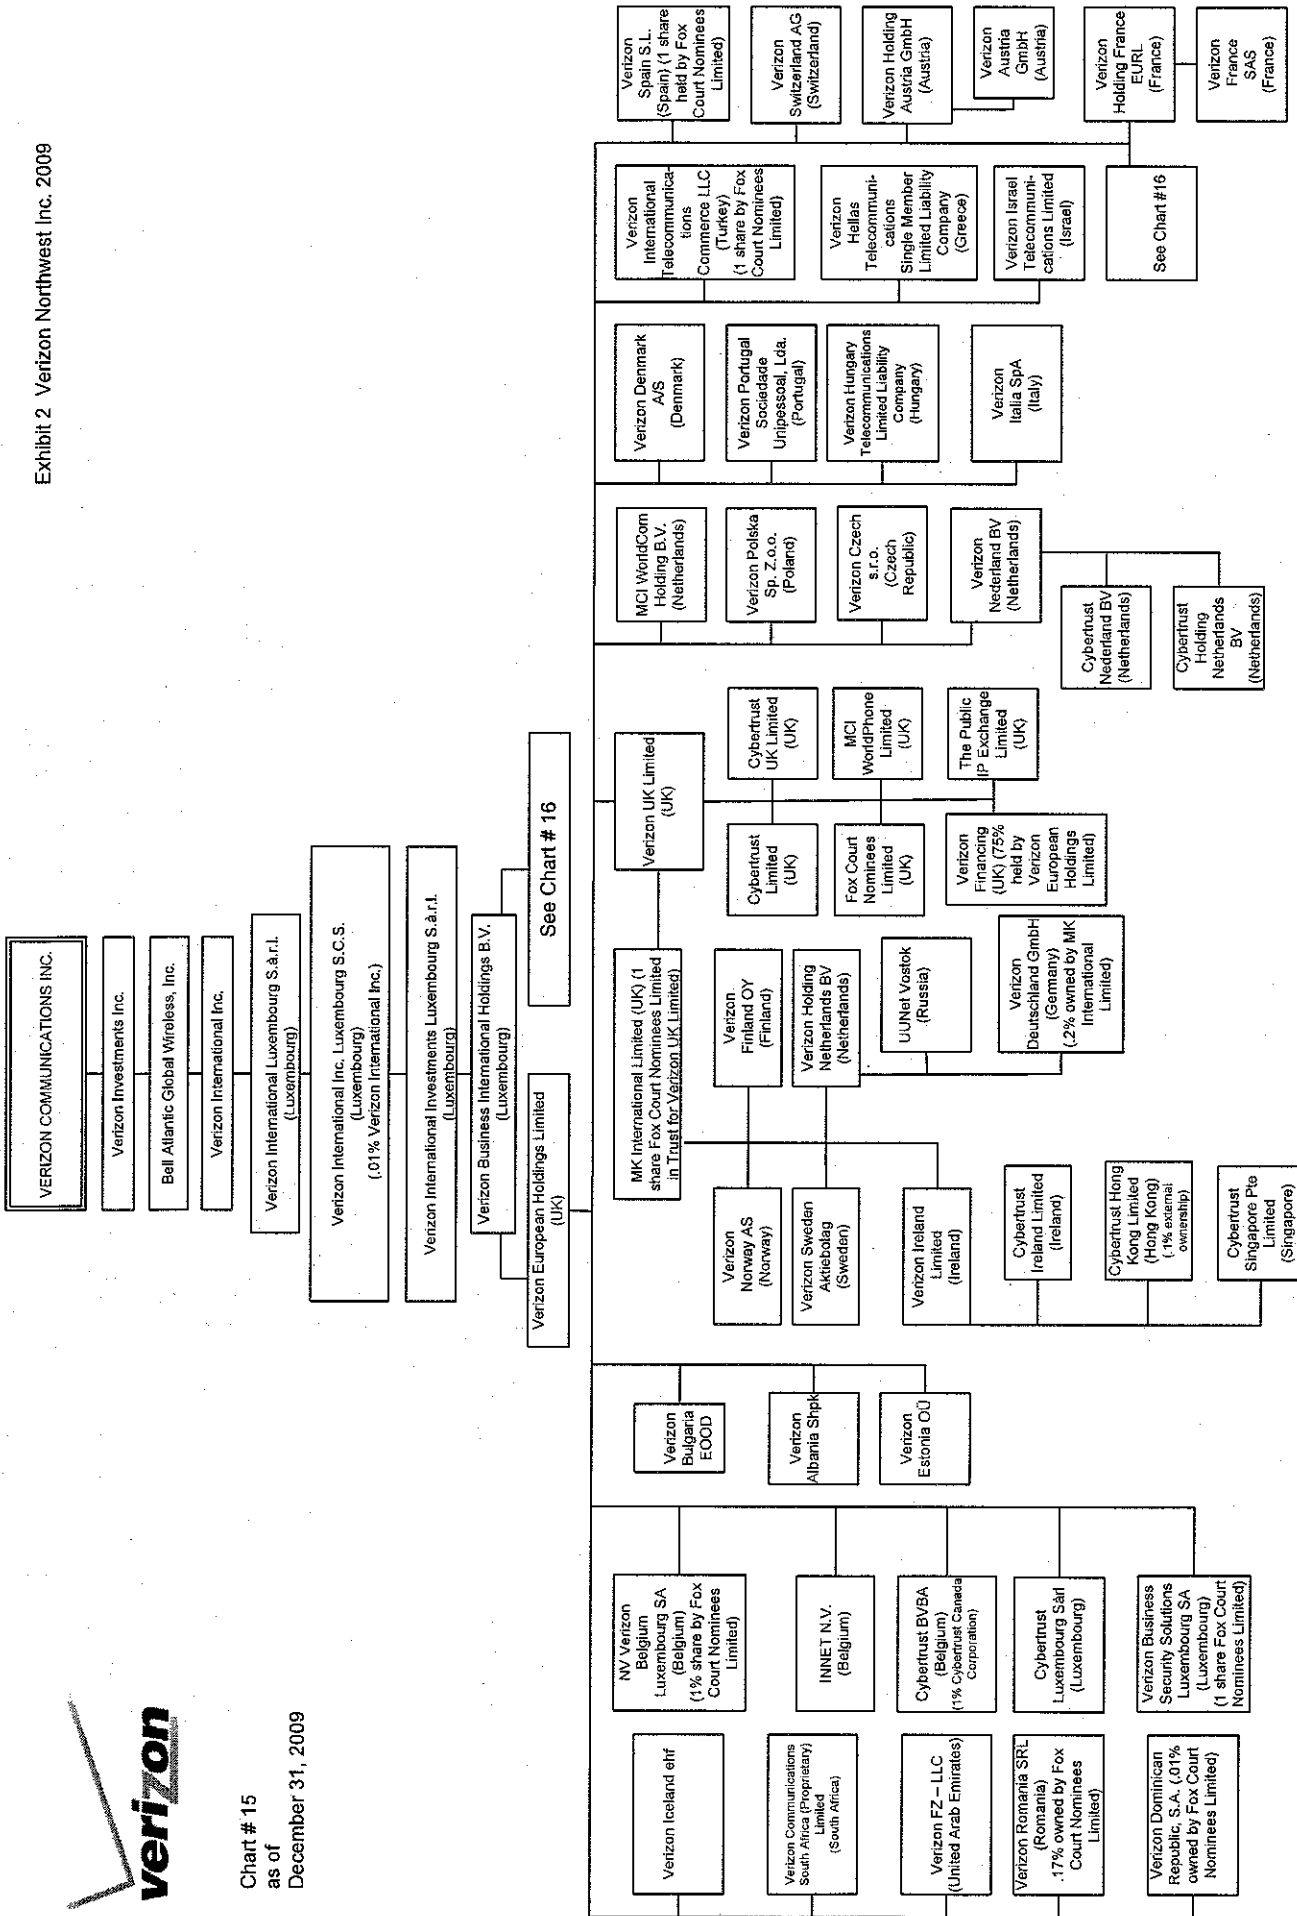 Exhibit 2 Verizon Northwest Inc. 2009
verizon
Chart # 15
as of
December 31, 2009
VERIZON COMMUNICATIONS INC.
Verizon Investments Inc.
Bell Atlantic Global Wireless, Inc.
Verizon International Inc.
Verizon International Luxembourg S.à.r.l.
(Luxembourg)
Verizon International Inc. Luxembourg S.C.S.
(Luxembourg)
(.01% Verizon International Inc.)
Verizon International Investments Luxembourg S.à.r.l.
(Luxembourg)
Verizon Business International Holdings B.V.
(Luxembourg)
Verizon European Holdings Limited
(UK)
See Chart # 16
Verizon Iceland ehf
Verizon Communications
South Africa (Proprietary)
Limited
(South Africa)
Verizon FZ – LLC
(United Arab Emirates)
Verizon Romania SRL
(Romania)
.17% owned by Fox
Court Nominees
Limited)
Verizon Dominican
Republic, S.A. (.01%
owned by Fox Court
Nominees Limited)
NV Verizon
Belgium
Luxembourg SA
(Belgium)
(1% share by Fox
Court Nominees
Limited)
INNET N.V.
(Belgium)
Cybertrust BVBA
(Belgium)
(1% Cybertrust Canada
Corporation)
Cybertrust
Luxembourg Sàrl
(Luxembourg)
Verizon Business
Security Solutions
Luxembourg SA
(Luxembourg)
(1 share Fox Court
Nominees Limited)
Verizon
Bulgaria
EOOD
Verizon
Albania Shpk
Verizon
Estonia OÜ
MK International Limited (UK) (1
share Fox Court Nominees Limited
in Trust for Verizon UK Limited)
Verizon
Norway AS
(Norway)
Verizon Sweden
Aktiebolag
(Sweden)
Verizon Ireland
Limited
(Ireland)
Cybertrust
Ireland Limited
(Ireland)
Cybertrust Hong
Kong Limited
(Hong Kong)
(.1% external
ownership)
Cybertrust
Singapore Pte
Limited
(Singapore)
Verizon
Finland OY
(Finland)
Verizon Holding
Netherlands BV
(Netherlands)
UUNet Vostok
(Russia)
Verizon
Deutschland GmbH
(Germany)
(.2% owned by MK
International
Limited)
Verizon UK Limited
(UK)
Cybertrust
Limited
(UK)
Cybertrust
UK Limited
(UK)
Fox Court
Nominees
Limited (UK)
MCI
WorldPhone
Limited
(UK)
Verizon
Financing
(UK) (75%
held by
Verizon
European
Holdings
Limited)
The Public
IP Exchange
Limited
(UK)
MCI WorldCom
Holding B.V.
(Netherlands)
Verizon Polska
Sp. Z.o.o.
(Poland)
Verizon Czech
s.r.o.
(Czech
Republic)
Verizon
Nederland BV
(Netherlands)
Cybertrust
Nederland BV
(Netherlands)
Cybertrust
Holding
Netherlands
BV
(Netherlands)
Verizon Denmark
A/S
(Denmark)
Verizon Portugal
Sociedade
Unipessoal, Lda.
(Portugal)
Verizon Hungary
Telecommunications
Limited Liability
Company
(Hungary)
Verizon
Italia SpA
(Italy)
Verizon
International
Telecommunica-
tions
Commerce LLC
(Turkey)
(1 share by Fox
Court Nominees
Limited)
Verizon
Hellas
Telecommuni-
cations
Single Member
Limited Liability
Company
(Greece)
Verizon Israel
Telecommuni-
cations Limited
(Israel)
See Chart #16
Verizon
Spain S.L.
(Spain) (1 share
held by Fox
Court Nominees
Limited)
Verizon
Switzerland AG
(Switzerland)
Verizon Holding
Austria GmbH
(Austria)
Verizon
Austria
GmbH
(Austria)
Verizon
Holding France
EURL
(France)
Verizon
France
SAS
(France)